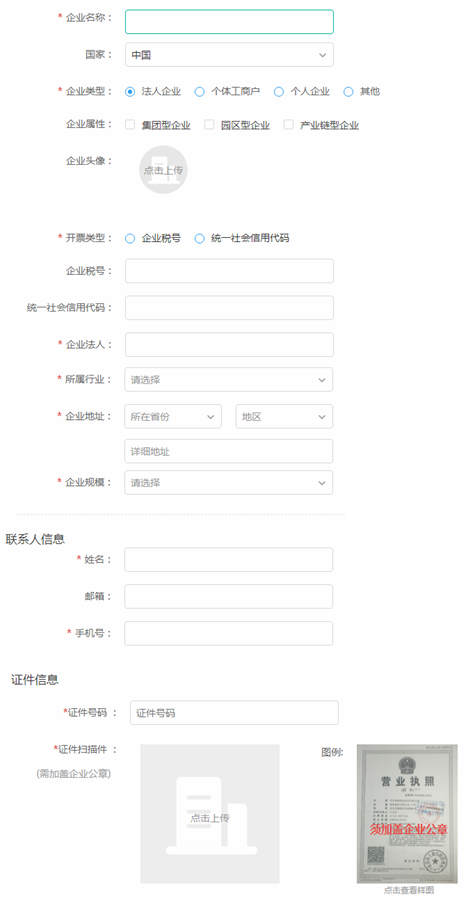 * 企业名称：
国家： 中国
* 企业类型： 法人企业 个体工商户 个人企业 其他
企业属性： 集团型企业 园区型企业 产业链型企业
企业头像： 点击上传
* 开票类型： 企业税号 统一社会信用代码
企业税号：
统一社会信用代码：
* 企业法人：
* 所属行业： 请选择
* 企业地址： 所在省份 地区
详细地址
* 企业规模： 请选择
联系人信息
* 姓名：
邮箱：
* 手机号：
证件信息
*证件号码 ： 证件号码
*证件扫描件 ： 图例:
(需加盖企业公章)
点击上传
营业执照
须加盖企业公章
点击查看样图